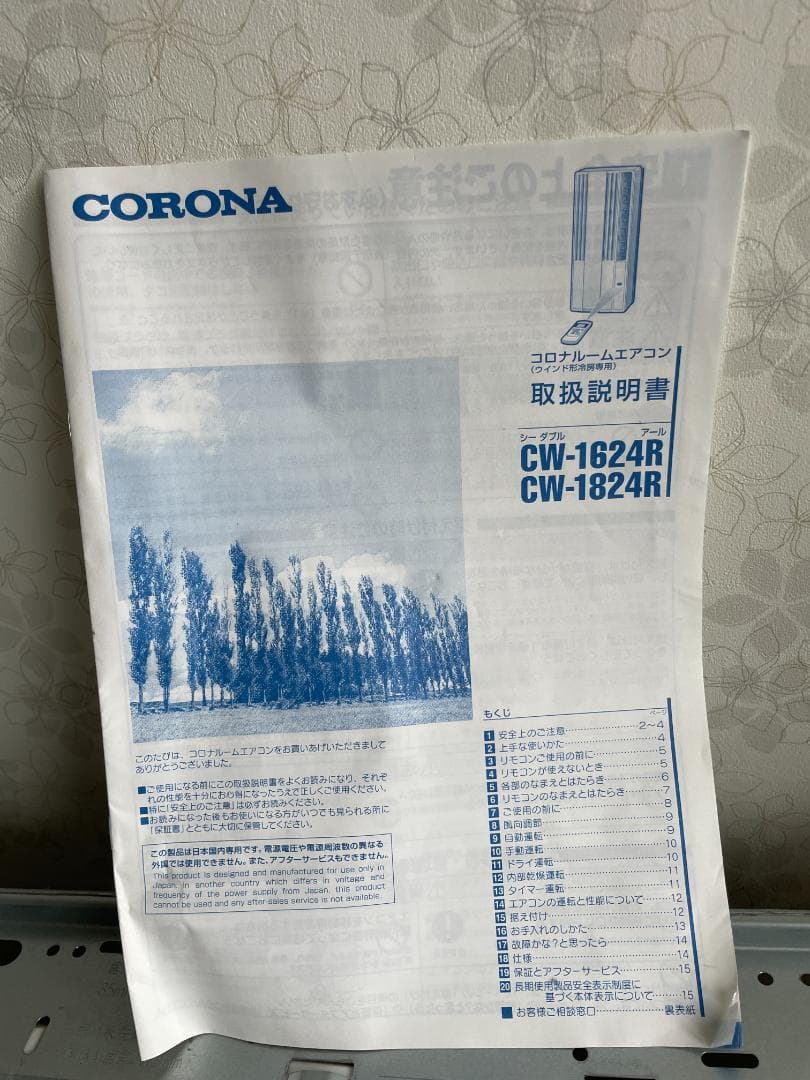 CORONA
コロナルームエアコン
(ウインド形冷房専用)
取扱説明書
シー ダブル アール
CW-1624R
CW-1824R
このたびは、コロナルームエアコンをお買いあげいただきまして
ありがとうございました。
■ご使用になる前にこの取扱説明書をよくお読みになり、それぞ
れの性能を十分にお心得になったうえで正しくご使用ください。
■特に「安全上のご注意」は必ずお読みください。
■お読みになった後もお使いになる方がいつでも見られる所に
「保証書」とともに大切に保管してください。
この製品は日本国内専用です。電源電圧や電源周波数の異なる
外国では使用できません。また、アフターサービスもできません。
This product is designed and manufactured for use only in
Japan. In another country which differs in voltage and
frequency of the power supply from Japan, this product
cannot be used and any after sales service is not available.
もくじ ページ
1 安全上のご注意 2〜4
2 上手な使いかた 4
3 リモコンご使用の前に 5
4 リモコンが使えないとき 5
5 各部のなまえとはたらき 6
6 リモコンのなまえとはたらき 7
7 ご使用の前に 8
8 風向調節 9
9 自動運転 9
10 手動運転 10
11 ドライ運転 10
12 内部乾燥運転 11
13 タイマー運転 11
14 エアコンの運転と性能について 12
15 据え付け 12
16 お手入れのしかた 13
17 故障かな?と思ったら 14
18 仕様 14
19 保証とアフターサービス 15
20 長期使用製品安全表示制度に
基づく本体表示について 15
■ お客様ご相談窓口 裏表紙